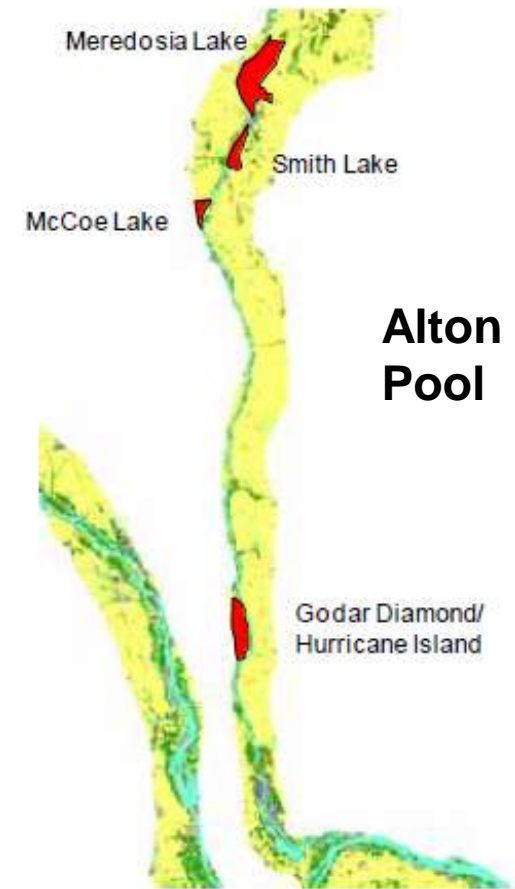 Meredosia Lake
Smith Lake
McCoe Lake
Alton
Pool
Godar Diamond/
Hurricane Island